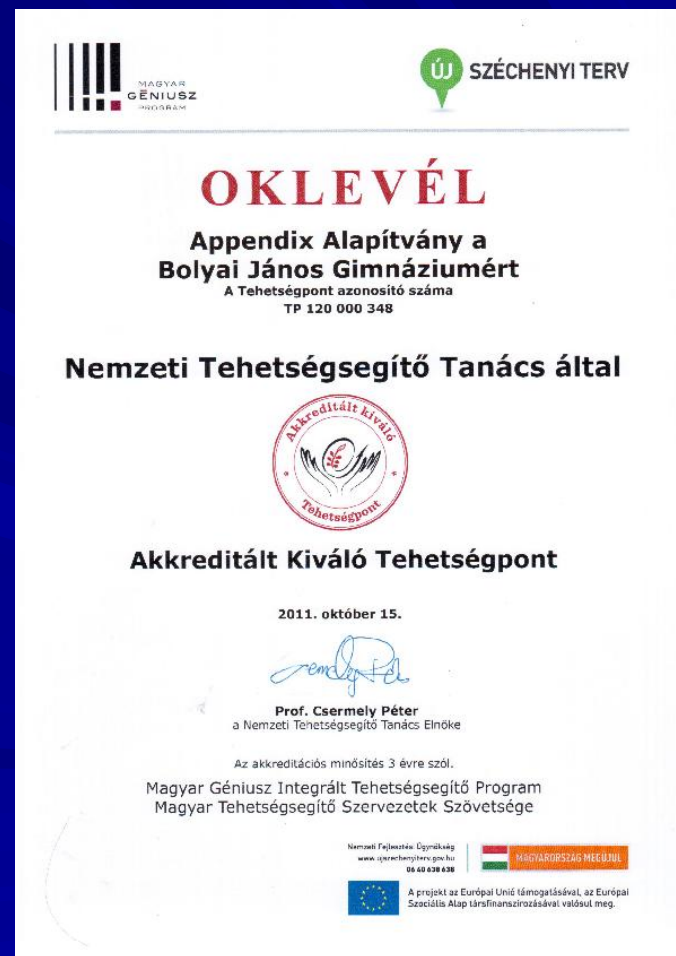 MAGYAR
GÉNIUSZ
PROGRAM
ÚJ SZÉCHENYI TERV
OKLEVÉL
Appendix Alapítvány a
Bolyai János Gimnáziumért
A Tehetségpont azonosító száma
TP 120 000 348
Nemzeti Tehetségsegítő Tanács által
Akkreditált kiváló
Tehetségpont
Akkreditált Kiváló Tehetségpont
2011. október 15.
Prof. Csermely Péter
a Nemzeti Tehetségsegítő Tanács Elnöke
Az akkreditációs minősítés 3 évre szól.
Magyar Géniusz Integrált Tehetségsegítő Program
Magyar Tehetségsegítő Szervezetek Szövetsége
Nemzeti Fejlesztési Ügynökség
www.ujszechenyiterv.gov.hu
06 40 638 638
MAGYARORSZÁG MEGÚJUL
A projekt az Európai Unió támogatásával, az Európai
Szociális Alap társfinanszírozásával valósul meg.